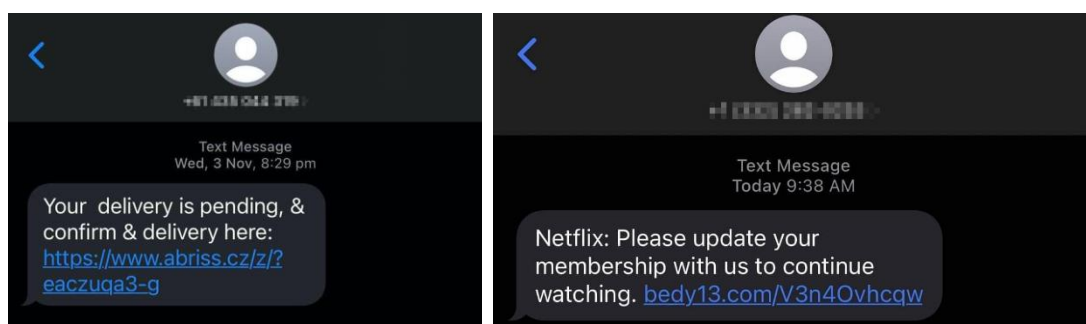 Text Message
Wed, 3 Nov, 8:29 pm
Your  delivery is pending, &
confirm & delivery here:
https://www.abriss.cz/z/?
eaczuqa3-g
Text Message
Today 9:38 AM
Netflix: Please update your
membership with us to continue
watching. bedy13.com/V3n4Ovhcqw